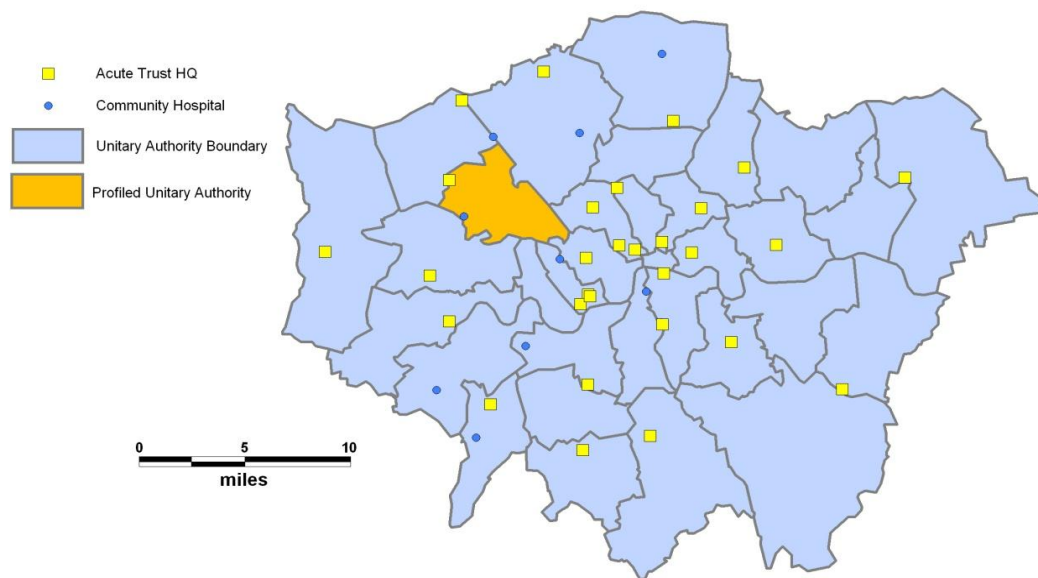 Acute Trust HQ
Community Hospital
Unitary Authority Boundary
Profiled Unitary Authority
0 5 10
miles